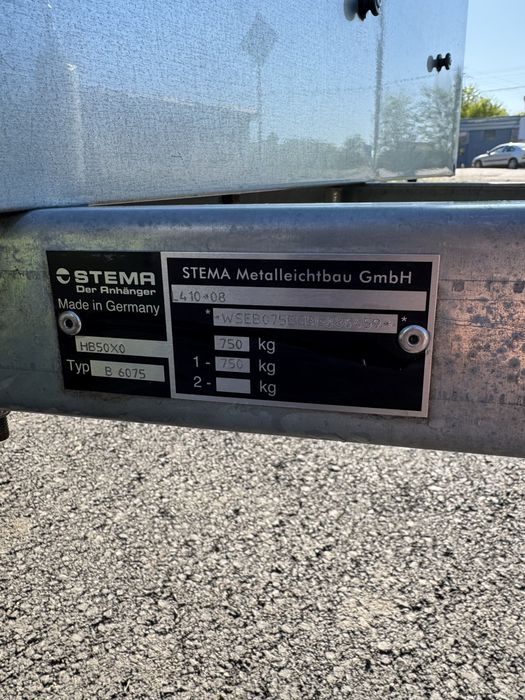 STEMA
Der Anhänger
Made in Germany
HB50X0
Typ B 6075
STEMA Metalleichtbau GmbH
L410*08
750 kg
1- 750 kg
2- kg